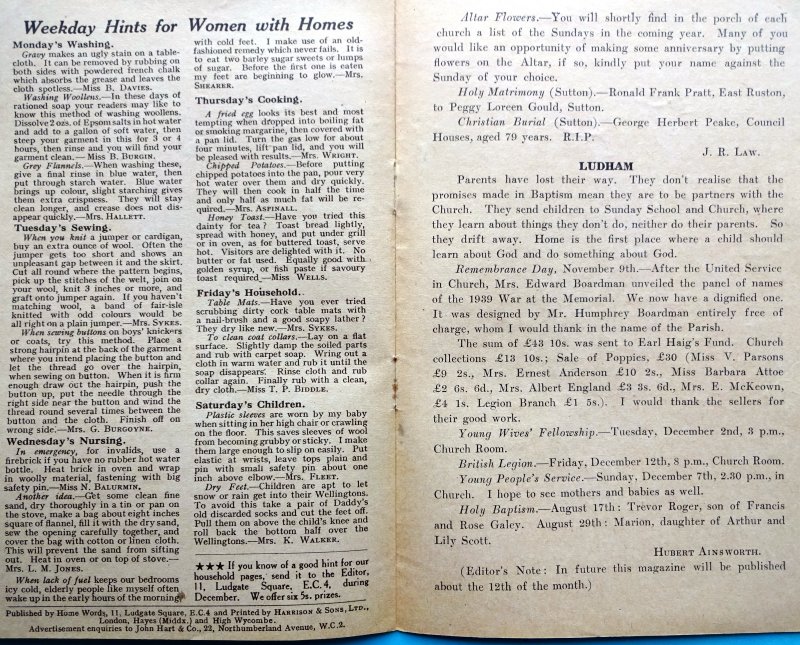 Weekday Hints for Women with Homes
Monday's Washing.
Gravy makes an ugly stain on a table-
cloth. It can be removed by rubbing on
both sides with powdered french chalk
which absorbs the grease and leaves the
cloth spotless.—Miss B. DAVIES.
Washing Woollens.—In these days of
rationed soap your readers may like to
know this method of washing woollens.
Dissolve 2 ozs. of Epsom salts in hot water
and add to a gallon of soft water, then
steep your garment in this for 3 or 4
hours, then rinse and you will find your
garment clean.—Miss B. BURGIN.
Grey Flannels.—When washing these,
give a final rinse in blue water, then
put through starch water. Blue water
brings up colour, slight starching gives
them extra crispness. They will stay
clean longer, and crease does not dis-
appear quickly.—Mrs. HALLETT.
Tuesday's Sewing.
When you knit a jumper or cardigan,
buy an extra ounce of wool. Often the
jumper gets too short and shows an
unpleasant gap between it and the skirt.
Cut all round where the pattern begins,
pick up the stitches of the welt, join on
your wool, knit 3 inches or more, and
graft onto jumper again. If you haven't
matching wool, a band of fair-isle
knitted with odd colours would be
all right on a plain jumper.—Mrs. SYKES.
When sewing buttons on boys' knickers
or coats, try this method. Place a
strong hairpin at the back of the garment
where you intend placing the button and
let the thread go over the hairpin,
when sewing on button. When it is firm
enough draw out the hairpin, push the
button up, put the needle through the
right side near the button and wind the
thread round several times between the
button and the cloth. Finish off on
wrong side.—Mrs. G. BURGOYNE.
Wednesday's Nursing.
In emergency, for invalids, use a
firebrick if you have no rubber hot water
bottle. Heat brick in oven and wrap
in woolly material, fastening with big
safety pin.—Miss N. BALURMIN.
Another idea.—Get some clean fine
sand, dry thoroughly in a tin or pan on
the stove, make a bag about eight inches
square of flannel, fill it with the dry sand,
sew the opening carefully together, and
cover the bag with cotton or linen cloth.
This will prevent the sand from sifting
out. Heat in oven or on top of stove.—
Mrs. L. M. JONES.
When lack of fuel keeps our bedrooms
icy cold, elderly people like myself often
wake up in the early hours of the morning
with cold feet. I make use of an old-
fashioned remedy which never fails. It is
to eat two barley sugar sweets or lumps
of sugar. Before the first one is eaten
my feet are beginning to glow.—Mrs.
SHEARER.
Thursday's Cooking.
A fried egg looks its best and most
tempting when dropped into boiling fat
or smoking margarine, then covered with
a pan lid. Turn the gas low for about
four minutes, lift pan lid, and you will
be pleased with results.—Mrs. WRIGHT.
Chipped Potatoes.—Before putting
chipped potatoes into the pan, pour very
hot water over them and dry quickly.
They will then cook in half the time
and only half as much fat will be re-
quired.—Mrs. ASPINALL.
Honey Toast.—Have you tried this
dainty for tea? Toast bread lightly,
spread with honey, and put under grill
or in oven, as for buttered toast, serve
hot. Visitors are delighted with it. No
butter or fat used. Equally good with
golden syrup, or fish paste if savoury
toast required.—Miss WELLS.
Friday's Household.
Table Mats.—Have you ever tried
scrubbing dirty cork table mats with
a nail-brush and a good soapy lather?
They dry like new.—Mrs. SYKES.
To clean coat collars.—Lay on a flat
surface. Slightly damp the soiled parts
and rub with carpet soap. Wring out a
cloth in warm water and rub it until the
soap disappears. Rinse cloth and rub
collar again. Finally rub with a clean,
dry cloth.—Miss T. P. BIDDLE.
Saturday's Children.
Plastic sleeves are worn by my baby
when sitting in her high chair or crawling
on the floor. This saves sleeves of wool
from becoming grubby or sticky. I make
them large enough to slip on easily. Put
elastic at wrists, leave tops plain and
pin with small safety pin about one
inch above elbow.—Mrs. FLEET.
Dry Feet.—Children are apt to let
snow or rain get into their Wellingtons.
To avoid this take a pair of Daddy's
old discarded socks and cut the feet off.
Pull them on above the child's knee and
roll back the bottom half over the
Wellingtons.—Mrs. K. WALKER.
★★★ If you know of a good hint for our
household pages, send it to the Editor,
11, Ludgate Square, E.C.4, during
December. We offer six 5s. prizes.
Published by Home Words, 11, Ludgate Square, E.C.4 and Printed by HARRISON & SONS, LTD.,
London, Hayes (Middx.) and High Wycombe.
Advertisement enquiries to John Hart & Co., 22, Northumberland Avenue, W.C.2.
Altar Flowers.—You will shortly find in the porch of each
church a list of the Sundays in the coming year. Many of you
would like an opportunity of making some anniversary by putting
flowers on the Altar, if so, kindly put your name against the
Sunday of your choice.
Holy Matrimony (Sutton).—Ronald Frank Pratt, East Ruston,
to Peggy Loreen Gould, Sutton.
Christian Burial (Sutton).—George Herbert Peake, Council
Houses, aged 79 years. R.I.P.
J. R. LAW.
LUDHAM
Parents have lost their way. They don't realise that the
promises made in Baptism mean they are to be partners with the
Church. They send children to Sunday School and Church, where
they learn about things they don't do, neither do their parents. So
they drift away. Home is the first place where a child should
learn about God and do something about God.
Remembrance Day, November 9th.—After the United Service
in Church, Mrs. Edward Boardman unveiled the panel of names
of the 1939 War at the Memorial. We now have a dignified one.
It was designed by Mr. Humphrey Boardman entirely free of
charge, whom I would thank in the name of the Parish.
The sum of £43 10s. was sent to Earl Haig's Fund. Church
collections £13 10s.; Sale of Poppies, £30 (Miss V. Parsons
£9 2s., Mrs. Ernest Anderson £10 2s., Miss Barbara Attoe
£2 6s. 6d., Mrs. Albert England £3 3s. 6d., Mrs. E. McKeown,
£4 1s. Legion Branch £1 5s.). I would thank the sellers for
their good work.
Young Wives' Fellowship.—Tuesday, December 2nd, 3 p.m.,
Church Room.
British Legion.—Friday, December 12th, 8 p.m., Church Room.
Young People's Service.—Sunday, December 7th, 2.30 p.m., in
Church. I hope to see mothers and babies as well.
Holy Baptism.—August 17th: Trevor Roger, son of Francis
and Rose Galey. August 29th: Marion, daughter of Arthur and
Lily Scott.
HUBERT AINSWORTH.
(Editor's Note: In future this magazine will be published
about the 12th of the month.)